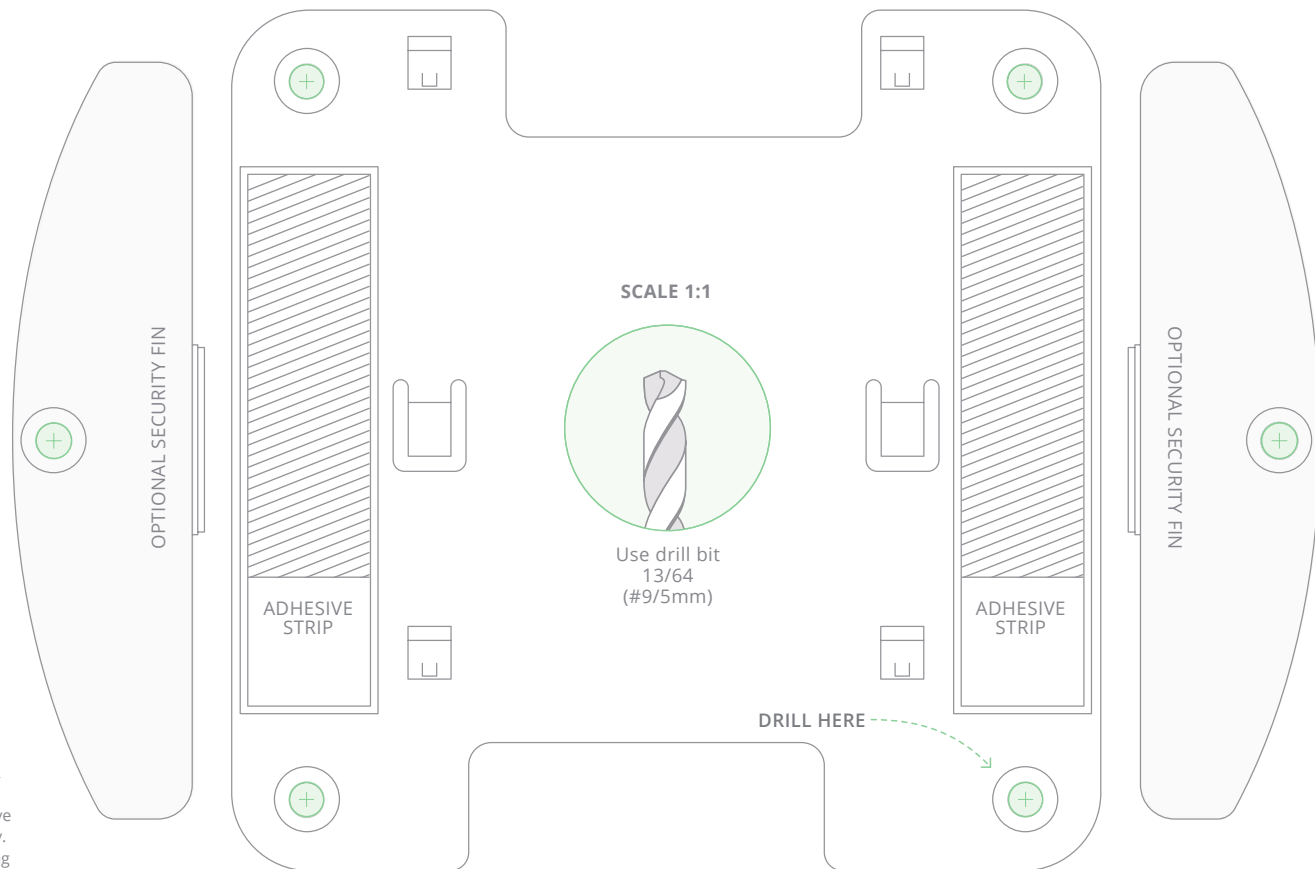 SCALE 1:1
OPTIONAL SECURITY FIN
OPTIONAL SECURITY FIN
Use drill bit
13/64
(#9/5mm)
ADHESIVE
STRIP
ADHESIVE
STRIP
DRILL HERE